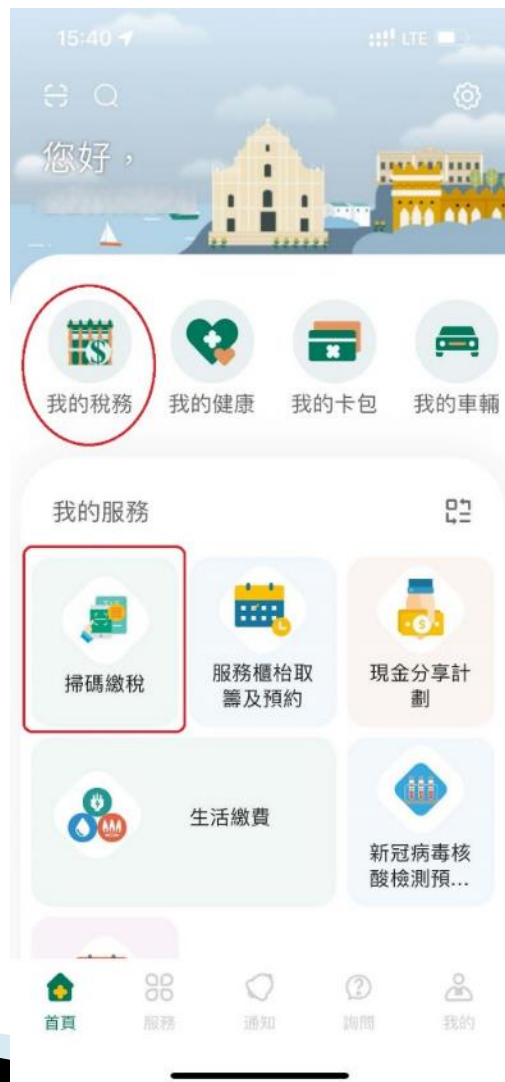 15:40
LTE
您好，
我的稅務
我的健康
我的卡包
我的車輛
我的服務
掃碼繳稅
服務櫃枱取
籌及預約
現金分享計
劃
生活繳費
新冠病毒核
酸檢測預...
首頁
服務
通知
詢問
我的